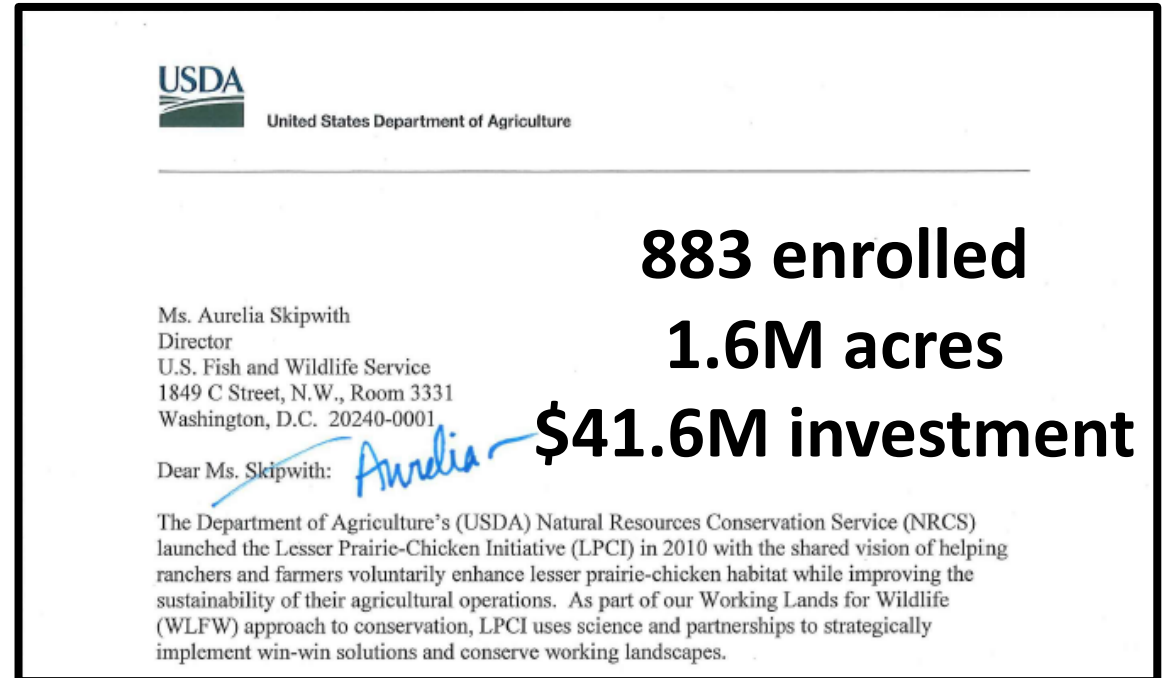 USDA
United States Department of Agriculture
883 enrolled
1.6M acres
$41.6M investment
Ms. Aurelia Skipwith
Director
U.S. Fish and Wildlife Service
1849 C Street, N.W., Room 3331
Washington, D.C. 20240-0001
Dear Ms. Skipwith:
Aurelia
The Department of Agriculture's (USDA) Natural Resources Conservation Service (NRCS)
launched the Lesser Prairie-Chicken Initiative (LPCI) in 2010 with the shared vision of helping
ranchers and farmers voluntarily enhance lesser prairie-chicken habitat while improving the
sustainability of their agricultural operations. As part of our Working Lands for Wildlife
(WLFW) approach to conservation, LPCI uses science and partnerships to strategically
implement win-win solutions and conserve working landscapes.